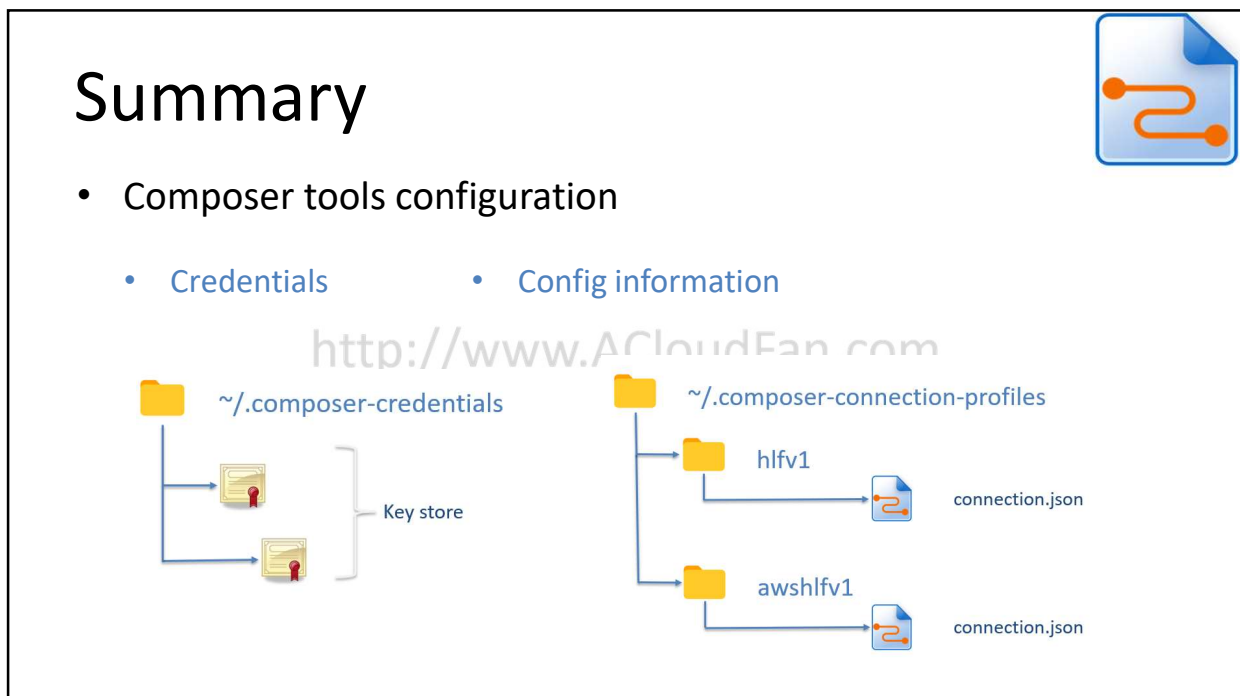 Summary
• Composer tools configuration
• Credentials
• Config information
http://www.ACloudFan.com
~/.composer-credentials
Key store
~/.composer-connection-profiles
hlfv1
connection.json
awshlfv1
connection.json